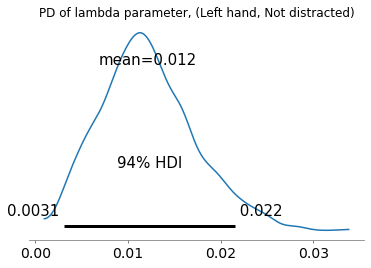 PD of lambda parameter, (Left hand, Not distracted)
mean=0.012
94% HDI
0.0031 0.022
0.00 0.01 0.02 0.03